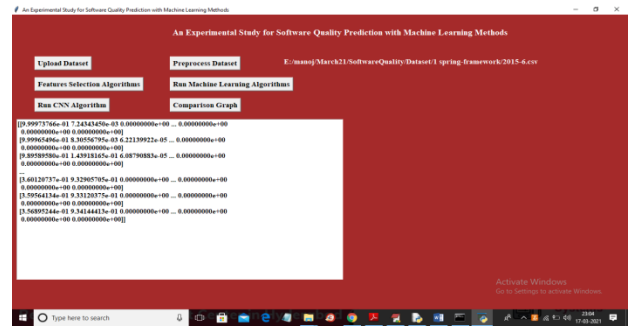 An Experimental Study for Software Quality Prediction with Machine Learning Methods
An Experimental Study for Software Quality Prediction with Machine Learning Methods
Upload Dataset
Preprocess Dataset
E:/manoj/March21/SoftwareQuality/Dataset/1 spring-framework/2015-6.csv
Features Selection Algorithms
Run Machine Learning Algorithms
Run CNN Algorithm
Comparison Graph
[[9.99973766e-01 7.24343450e-03 0.00000000e+00 ... 0.00000000e+00
0.00000000e+00 0.00000000e+00]
[9.99965496e-01 8.30556795e-03 6.22139922e-05 ... 0.00000000e+00
0.00000000e+00 0.00000000e+00]
[9.89589580e-01 1.43918165e-01 6.08790883e-05 ... 0.00000000e+00
0.00000000e+00 0.00000000e+00]
...
[3.60120737e-01 9.32905705e-01 0.00000000e+00 ... 0.00000000e+00
0.00000000e+00 0.00000000e+00]
[3.59564134e-01 9.33120375e-01 0.00000000e+00 ... 0.00000000e+00
0.00000000e+00 0.00000000e+00]
[3.56895244e-01 9.34144413e-01 0.00000000e+00 ... 0.00000000e+00
0.00000000e+00 0.00000000e+00]]
Activate Windows
Go to Settings to activate Windows.
Type here to search
23:04
17-03-2021